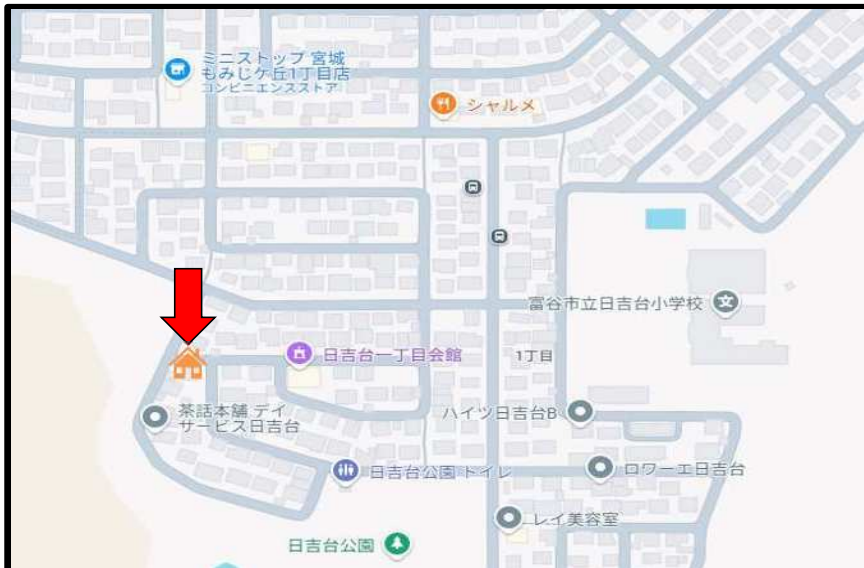 ミニストップ 宮城
もみじケ丘1丁目店
コンビニエンスストア
シャルメ
富谷市立日吉台小学校
文
日吉台一丁目会館
1丁目
茶話本舗 デイ
サービス日吉台
ハイツ日吉台B
日吉台公園 トイレ
ロワーエ日吉台
レイ美容室
日吉台公園